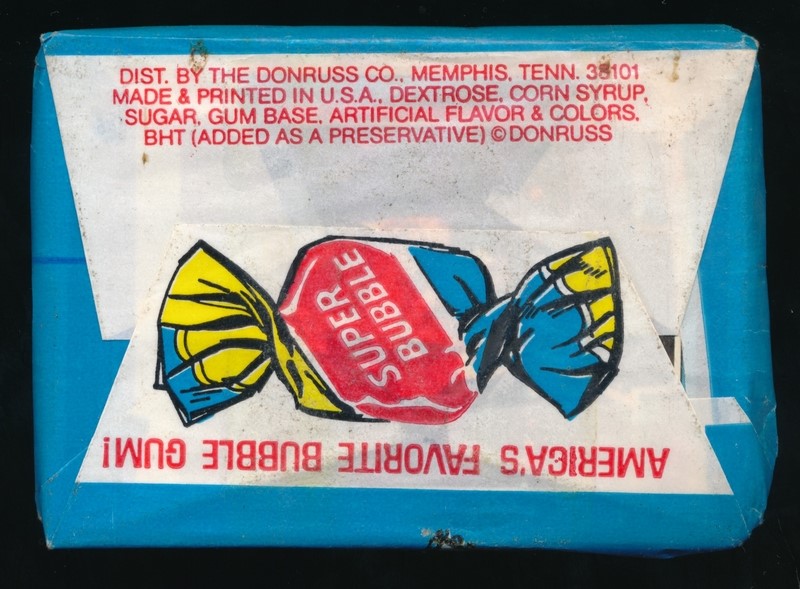 DIST. BY THE DONRUSS CO., MEMPHIS, TENN. 38101
MADE & PRINTED IN U.S.A., DEXTROSE, CORN SYRUP,
SUGAR, GUM BASE, ARTIFICIAL FLAVOR & COLORS,
BHT (ADDED AS A PRESERVATIVE) © DONRUSS
SUPER
BUBBLE
AMERICA'S FAVORITE BUBBLE GUM!